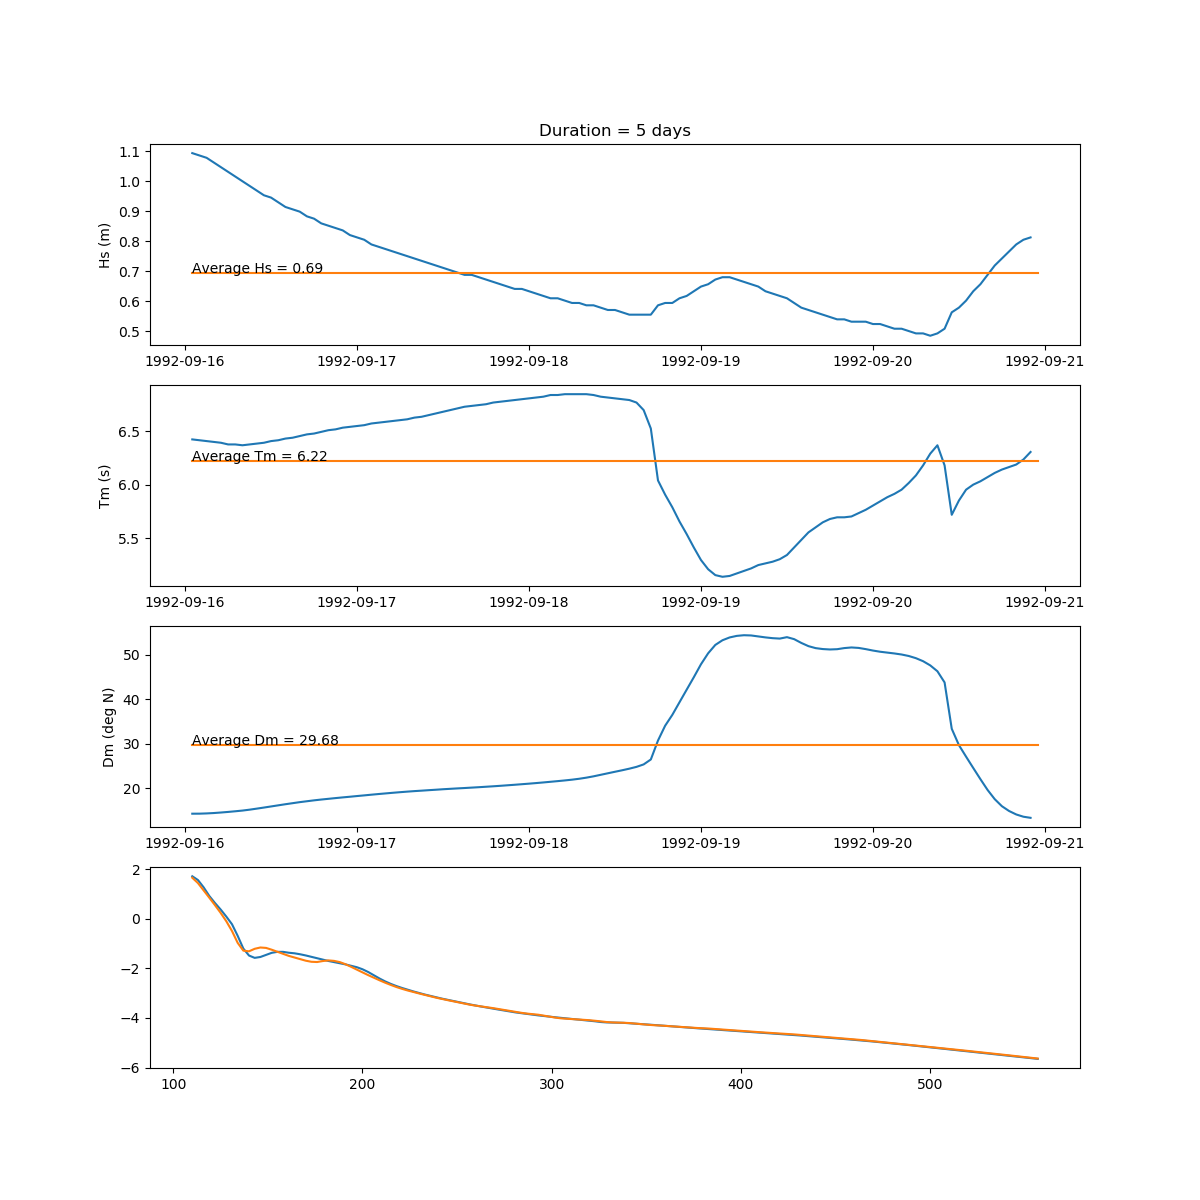 Duration = 5 days
1.1
1.0
0.9
0.8
0.7
0.6
0.5
Hs (m)
Average Hs = 0.69
1992-09-16 1992-09-17 1992-09-18 1992-09-19 1992-09-20 1992-09-21
6.5
6.0
5.5
Tm (s)
Average Tm = 6.22
1992-09-16 1992-09-17 1992-09-18 1992-09-19 1992-09-20 1992-09-21
50
40
30
20
Dm (deg N)
Average Dm = 29.68
1992-09-16 1992-09-17 1992-09-18 1992-09-19 1992-09-20 1992-09-21
2
0
−2
−4
−6
100 200 300 400 500